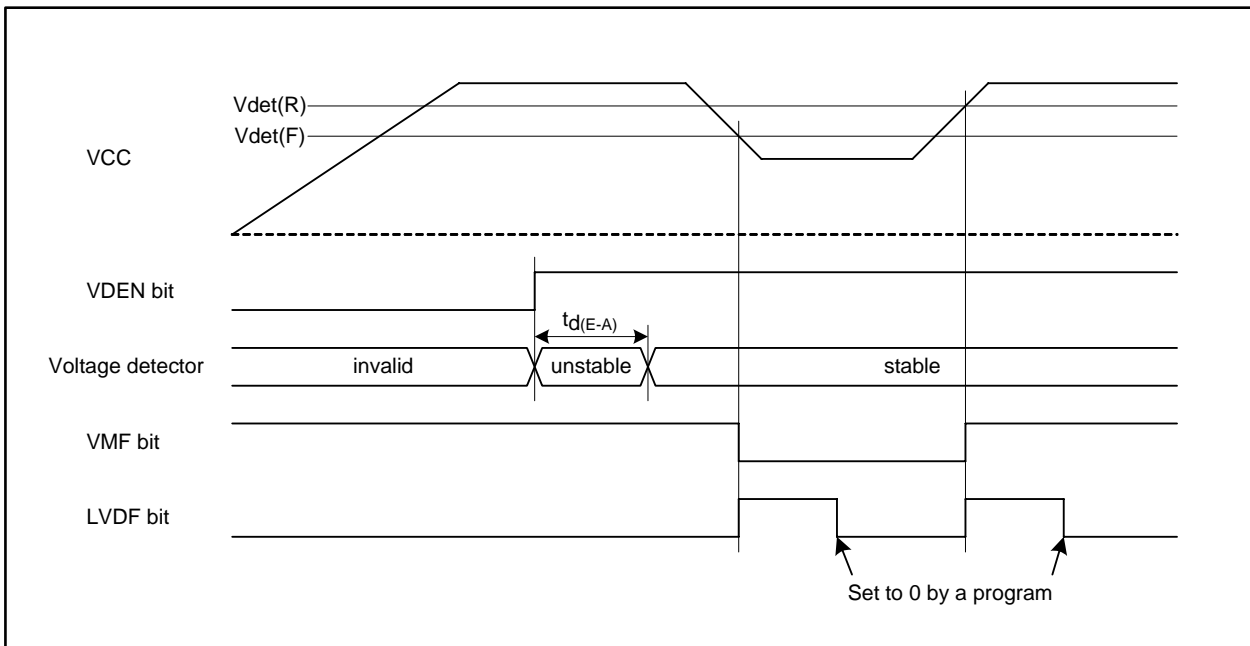 Vdet(R)
Vdet(F)
VCC
VDEN bit
td(E-A)
Voltage detector
invalid
unstable
stable
VMF bit
LVDF bit
Set to 0 by a program